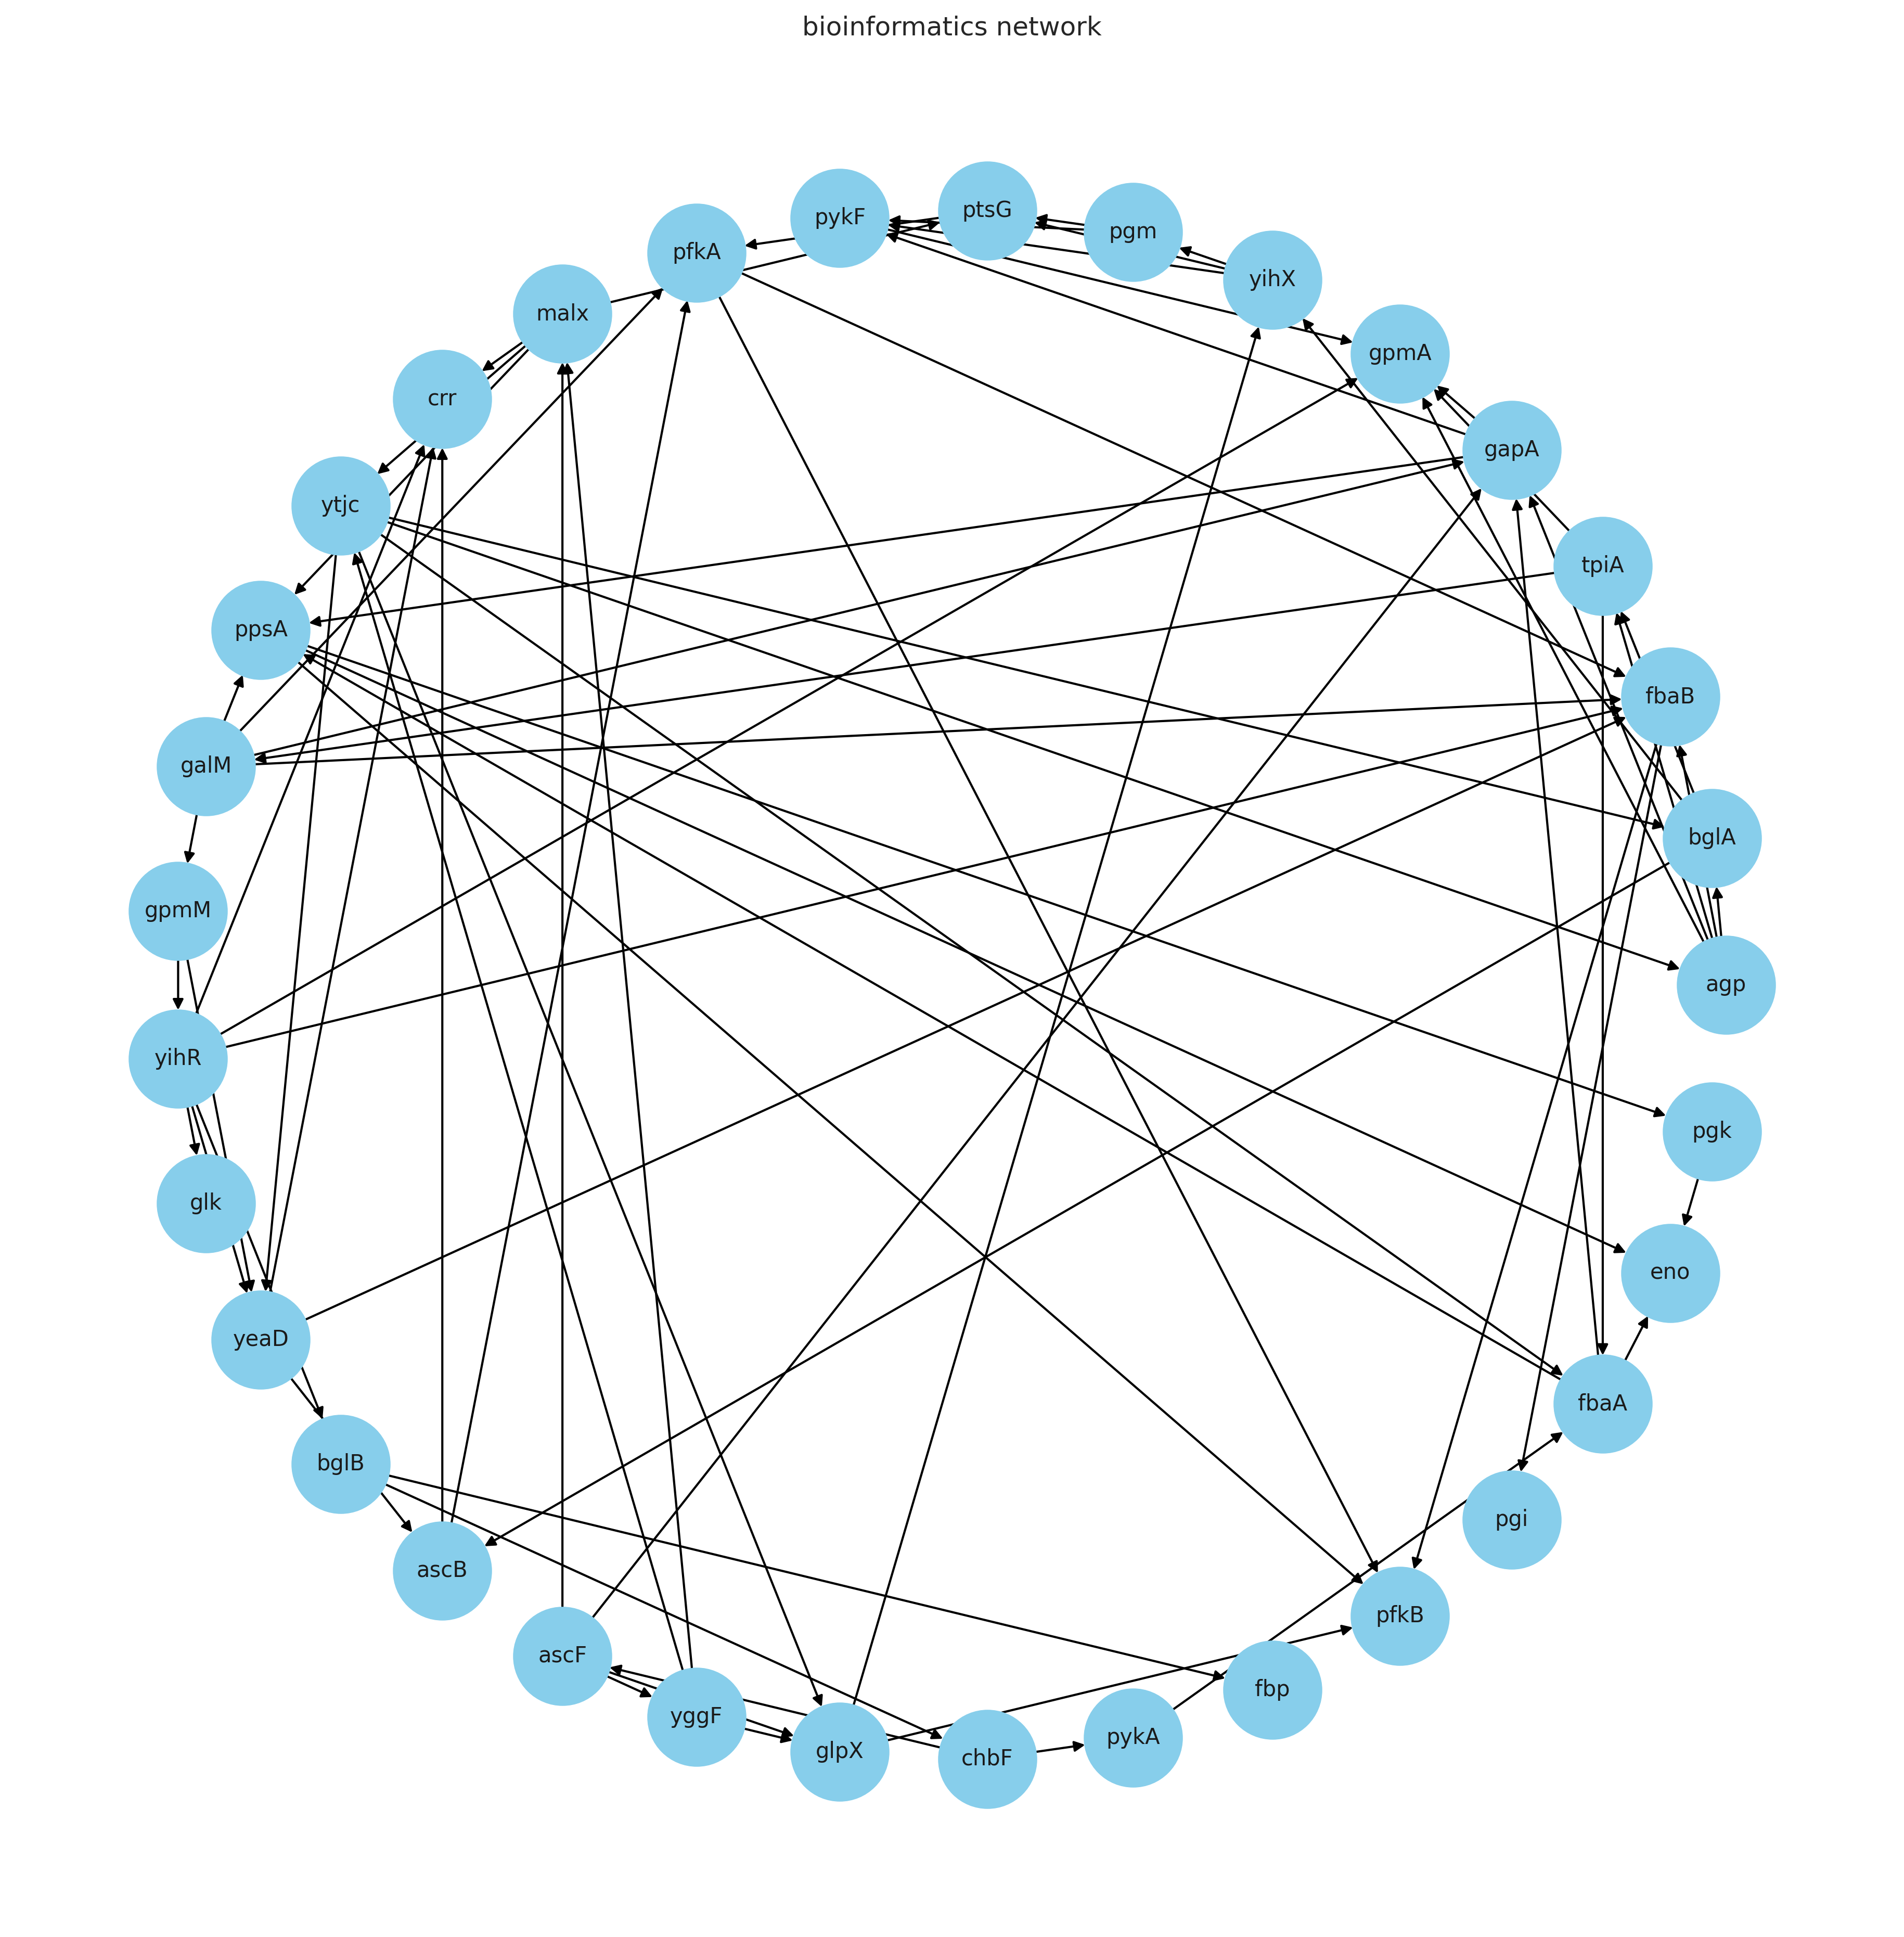 bioinformatics network
ptsG
pykF
pgm
pfkA
yihX
malx
gpmA
crr
gapA
ytjc
tpiA
ppsA
fbaB
galM
bglA
gpmM
agp
yihR
pgk
glk
eno
yeaD
fbaA
bglB
pgi
ascB
pfkB
ascF
fbp
yggF
pykA
glpX
chbF